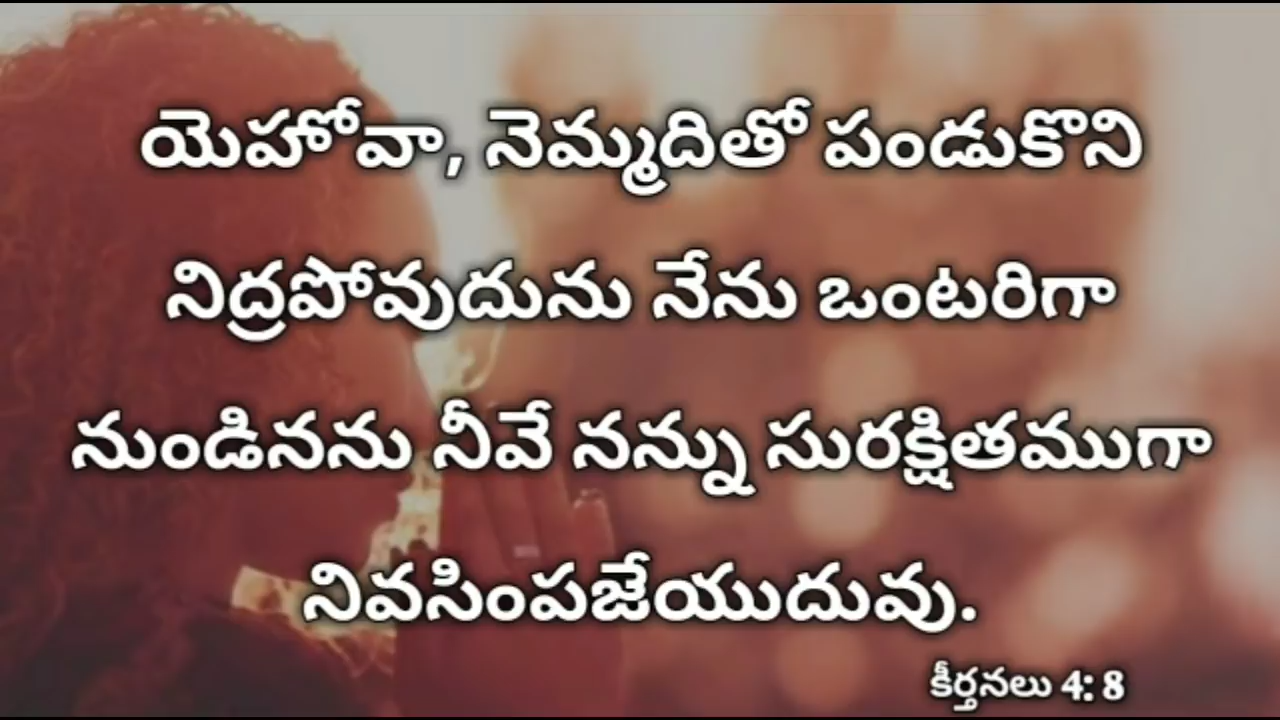 యెహోవా, నెమ్మదితో పండుకొని
నిద్రపోవుదును నేను ఒంటరిగా
నుండినను నీవే నన్ను సురక్షితముగా
నివసింపజేయుదువు.
కీర్తనలు 4: 8